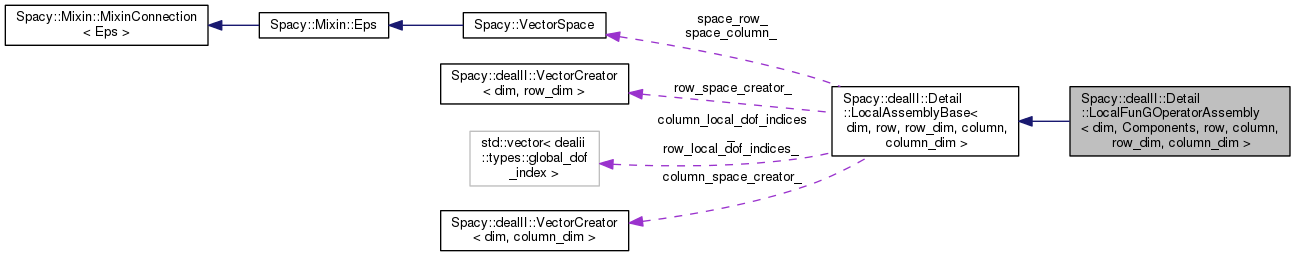 Spacy::Mixin::MixinConnection
< Eps >
Spacy::Mixin::Eps
Spacy::VectorSpace
space_row_
space_column_
Spacy::dealII::VectorCreator
< dim, row_dim >
row_space_creator_
column_local_dof_indices
_
row_local_dof_indices_
std::vector< dealii
::types::global_dof
_index >
column_space_creator_
Spacy::dealII::VectorCreator
< dim, column_dim >
Spacy::dealII::Detail
::LocalAssemblyBase<
dim, row, row_dim, column,
column_dim >
Spacy::dealII::Detail
::LocalFunGOperatorAssembly
< dim, Components, row, column,
row_dim, column_dim >